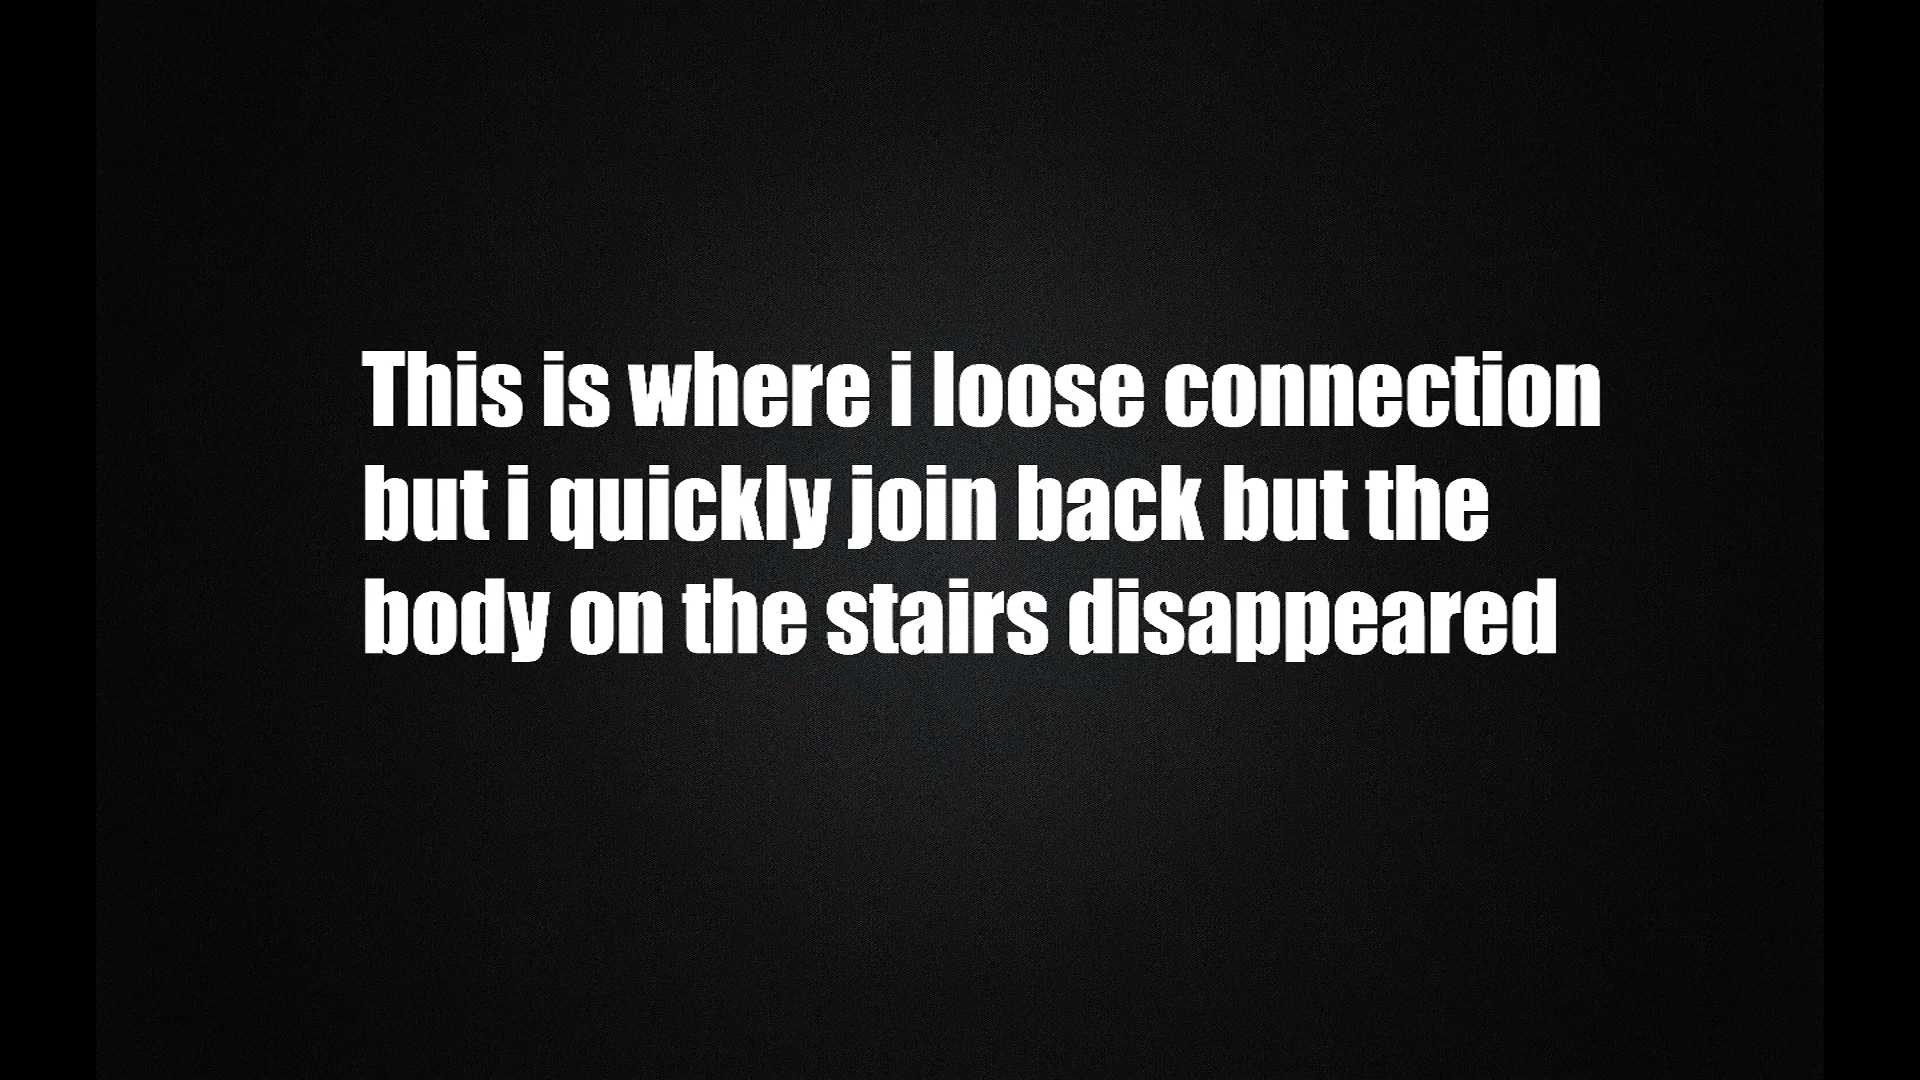 This is where i loose connection
but i quickly join back but the
body on the stairs disappeared